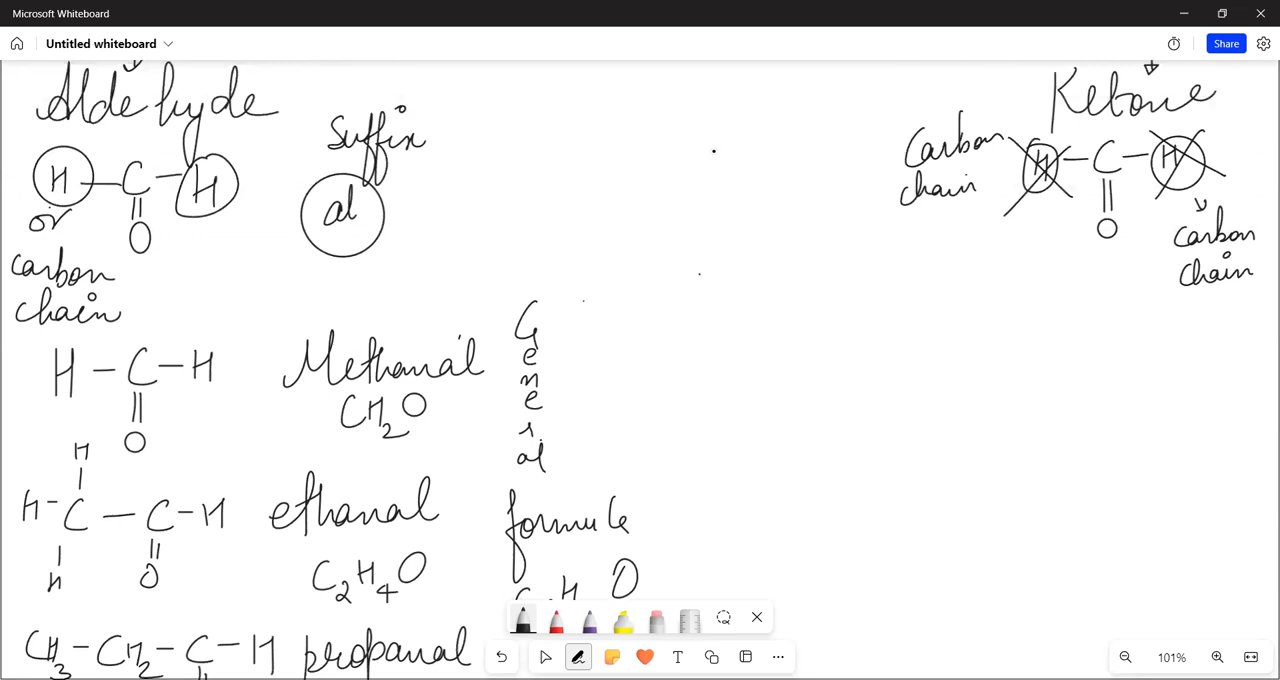 Microsoft Whiteboard
Untitled whiteboard
Share
Aldehyde
Suffix
H - C - H
or
O
al
carbon
chain
Ketone
Carbon
chain
H - C - H
O
Carbon
chain
H - C - H
O
Methanal
CH2O
General
formula
H
H - C - C - H
H O
ethanal
C2H4O
O
CH3 - CH2 - C - H propanal
101%